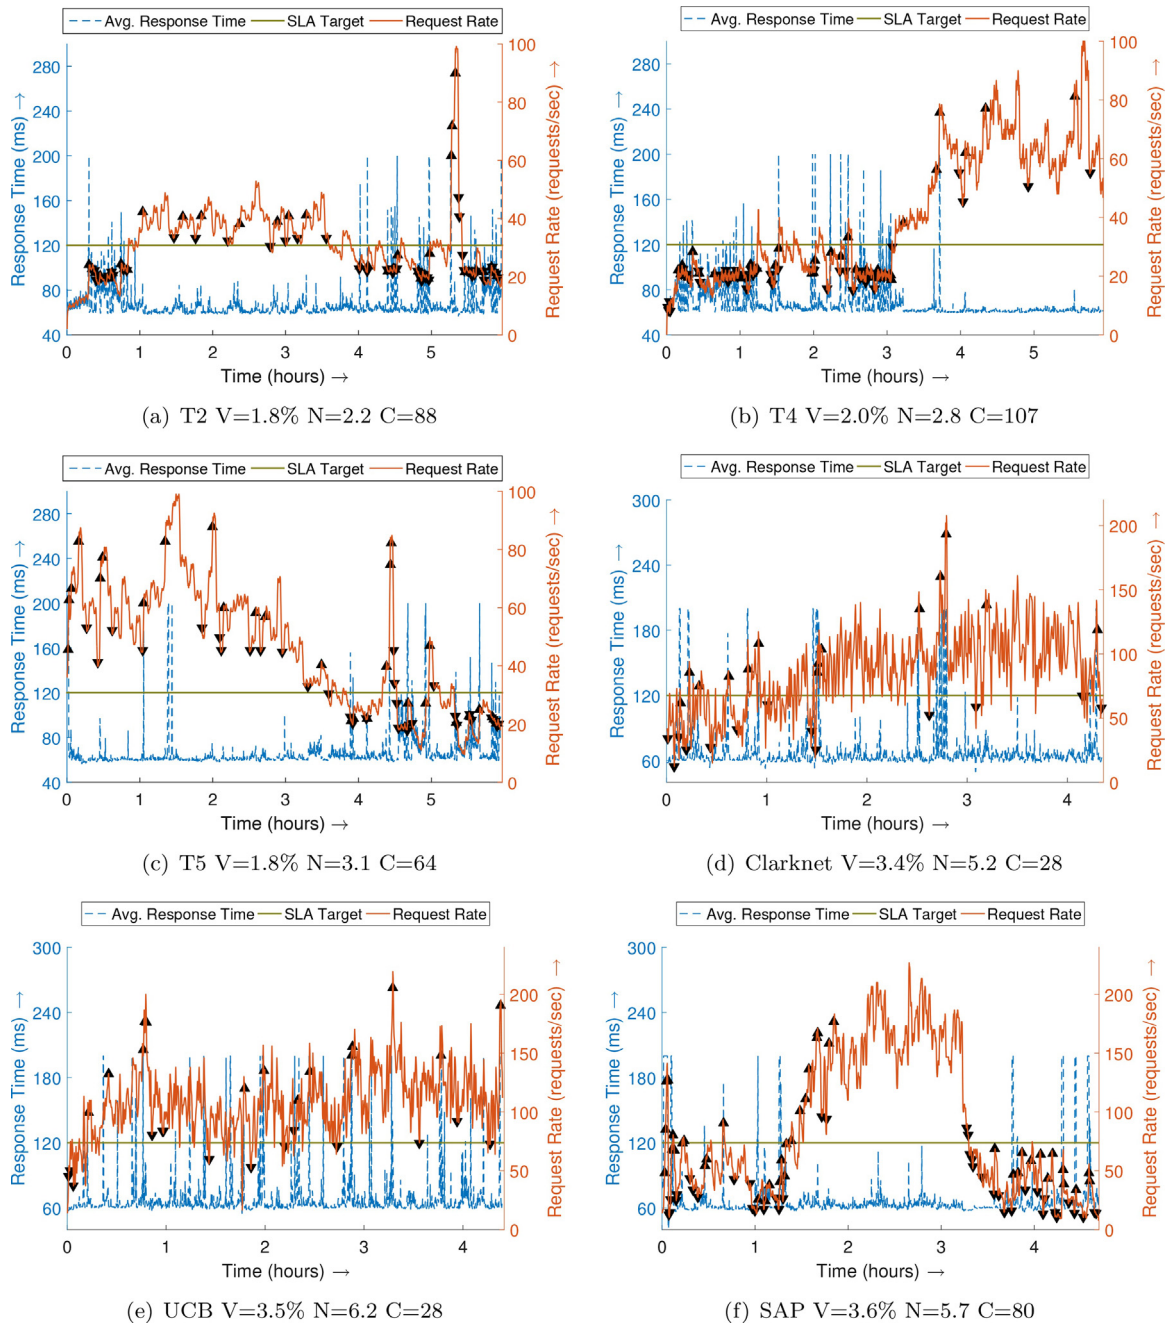 Avg. Response Time SLA Target Request Rate
Response Time (ms) →
280
240
200
160
120
80
40
100
80
60
40
20
0
Request Rate (requests/sec) →
0 1 2 3 4 5
Time (hours) →
(a) T2 V=1.8% N=2.2 C=88
Avg. Response Time SLA Target Request Rate
Response Time (ms) →
280
240
200
160
120
80
40
100
80
60
40
20
0
Request Rate (requests/sec) →
0 1 2 3 4 5
Time (hours) →
(b) T4 V=2.0% N=2.8 C=107
Avg. Response Time SLA Target Request Rate
Response Time (ms) →
280
240
200
160
120
80
40
100
80
60
40
20
0
Request Rate (requests/sec) →
0 1 2 3 4 5
Time (hours) →
(c) T5 V=1.8% N=3.1 C=64
Avg. Response Time SLA Target Request Rate
Response Time (ms) →
300
240
180
120
60
200
150
100
50
0
Request Rate (requests/sec) →
0 1 2 3 4
Time (hours) →
(d) Clarknet V=3.4% N=5.2 C=28
Avg. Response Time SLA Target Request Rate
Response Time (ms) →
300
240
180
120
60
200
150
100
50
0
Request Rate (requests/sec) →
0 1 2 3 4
Time (hours) →
(e) UCB V=3.5% N=6.2 C=28
Avg. Response Time SLA Target Request Rate
Response Time (ms) →
300
240
180
120
60
200
150
100
50
0
Request Rate (requests/sec) →
0 1 2 3 4
Time (hours) →
(f) SAP V=3.6% N=5.7 C=80